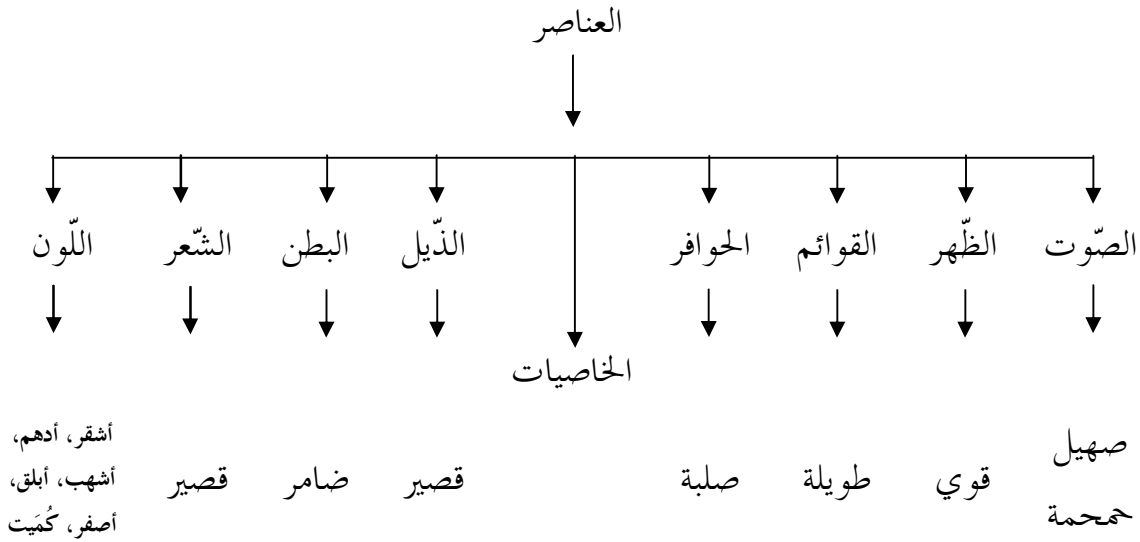 العناصر
الصّوت الظّهر القوائم الحوافر الذّيل البطن الشّعر اللّون
الخاصيات
صهيل
حمحمة
قوي
طويلة
صلبة
قصير
ضامر
قصير
أشقر، أدهم،
أشهب، أبلق،
أصفر، كُمَيت